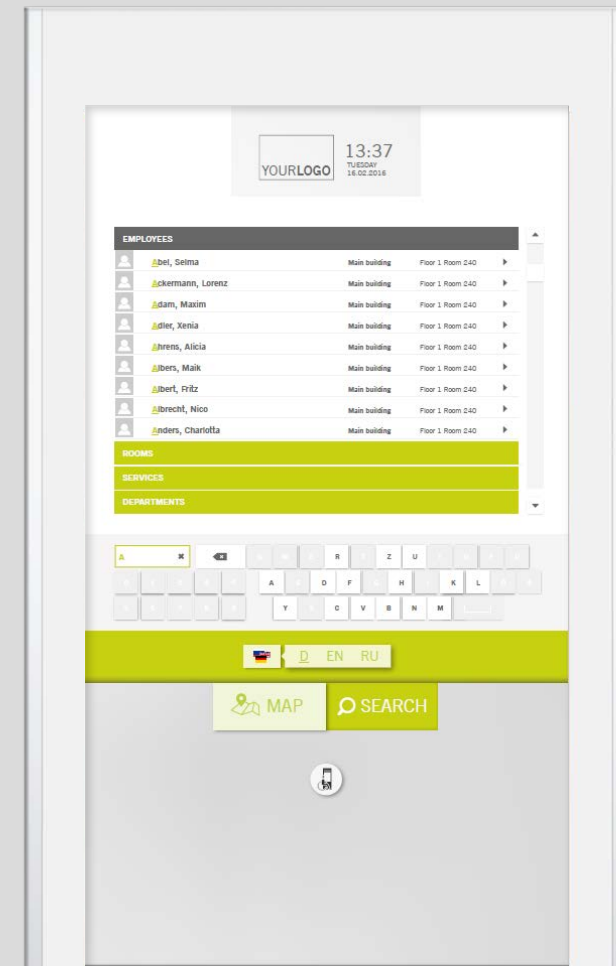 YOURLOGO
13:37
TUESDAY
16.02.2016
EMPLOYEES
Abel, Selma Main building Floor 1 Room 240
Ackermann, Lorenz Main building Floor 1 Room 240
Adam, Maxim Main building Floor 1 Room 240
Adler, Xenia Main building Floor 1 Room 240
Ahrens, Alicia Main building Floor 1 Room 240
Albers, Maik Main building Floor 1 Room 240
Albert, Fritz Main building Floor 1 Room 240
Albrecht, Nico Main building Floor 1 Room 240
Anders, Charlotta Main building Floor 1 Room 240
ROOMS
SERVICES
DEPARTMENTS
A R Z U
A D F H K L
Y C V B N M
D EN RU
MAP SEARCH